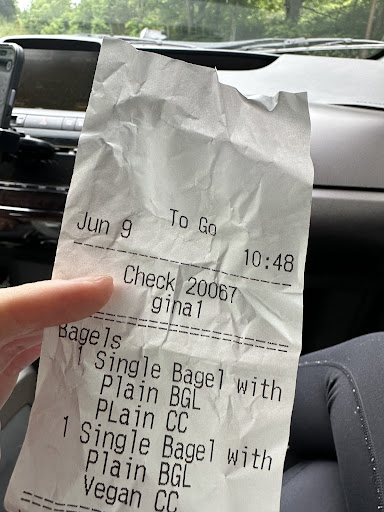 To Go
Jun 9 10:48
Check 20067
gina1
Bagels
1 Single Bagel with
Plain BGL
PLain CC
1 Single Bagel with
Plain BGL
Vegan CC